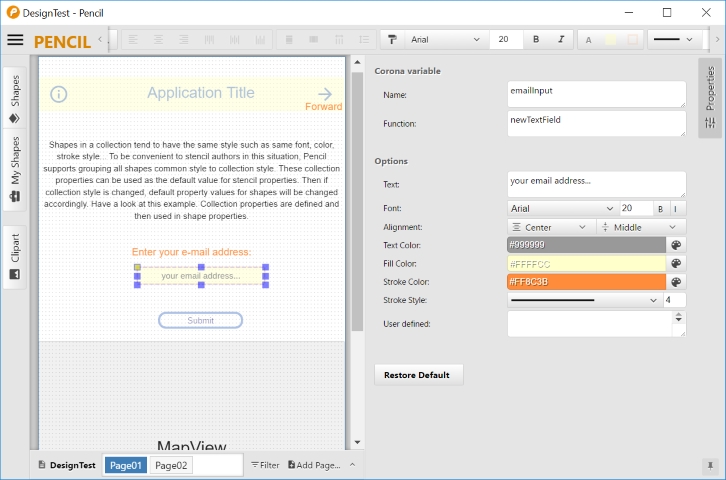 DesignTest - Pencil
PENCIL
Arial
20
B
I
A
Shapes
My Shapes
Clipart
Application Title
Forward
Shapes in a collection tend to have the same style such as same font, color,
stroke style... To be convenient to stencil authors in this situation, Pencil
supports grouping all shapes common style to collection style. These collection
properties can be used as the default value for stencil properties. Then if
collection style is changed, default property values for shapes will be changed
accordingly. Have a look at this example. Collection properties are defined and
then used in shape properties.
Enter your e-mail address:
your email address...
Submit
MapView
DesignTest
Page01
Page02
Filter
Add Page...
Corona variable
Name:
emailInput
Function:
newTextField
Options
Text:
your email address...
Font:
Arial
20
B
I
Alignment:
Center
Middle
Text Color:
#999999
Fill Color:
#FFFFCC
Stroke Color:
#FF8C3B
Stroke Style:
4
User defined:
Restore Default
Properties